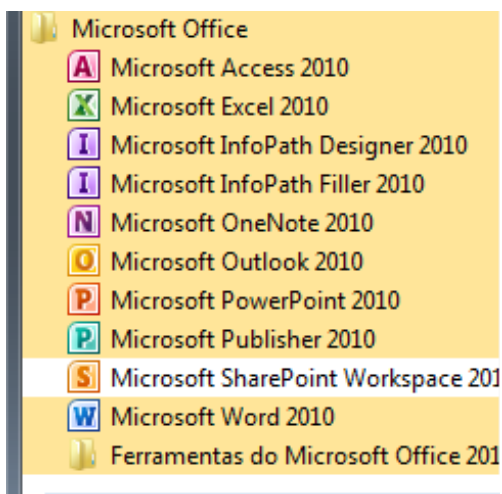 Microsoft Office
Microsoft Access 2010
Microsoft Excel 2010
Microsoft InfoPath Designer 2010
Microsoft InfoPath Filler 2010
Microsoft OneNote 2010
Microsoft Outlook 2010
Microsoft PowerPoint 2010
Microsoft Publisher 2010
Microsoft SharePoint Workspace 201
Microsoft Word 2010
Ferramentas do Microsoft Office 201